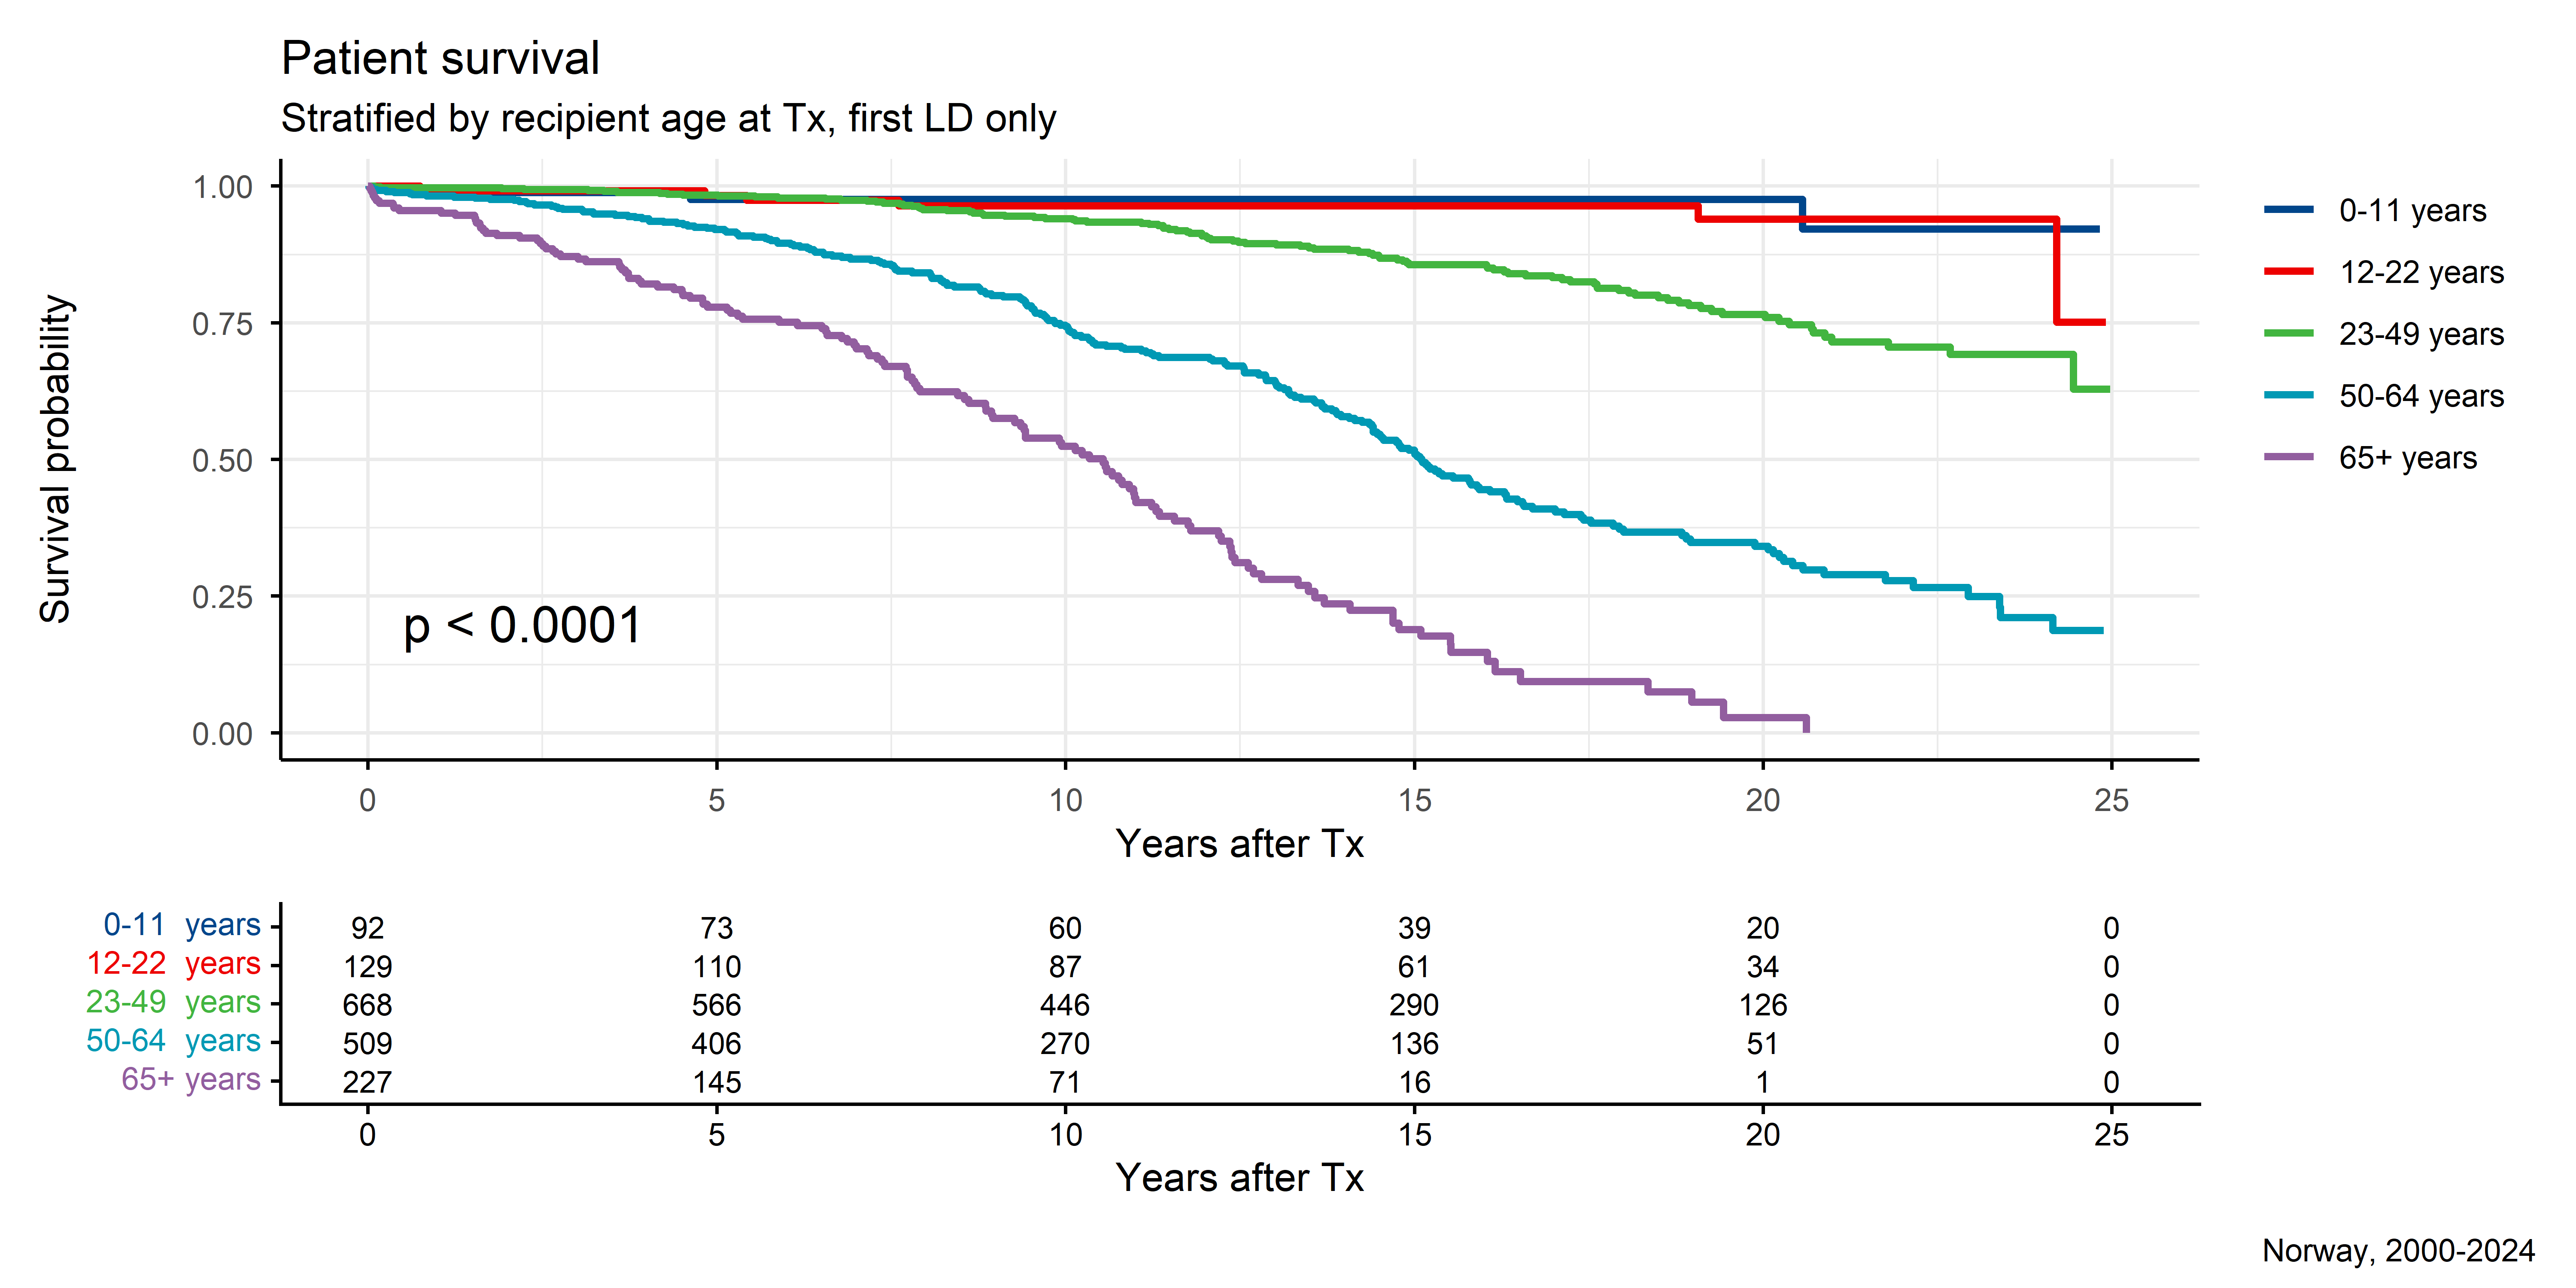 Patient survival
Stratified by recipient age at Tx, first LD only
Survival probability
1.00
0.75
0.50
0.25
0.00
p < 0.0001
0 5 10 15 20 25
Years after Tx
0-11 years
12-22 years
23-49 years
50-64 years
65+ years
0-11 years 92 73 60 39 20 0
12-22 years 129 110 87 61 34 0
23-49 years 668 566 446 290 126 0
50-64 years 509 406 270 136 51 0
65+ years 227 145 71 16 1 0
0 5 10 15 20 25
Years after Tx
Norway, 2000-2024